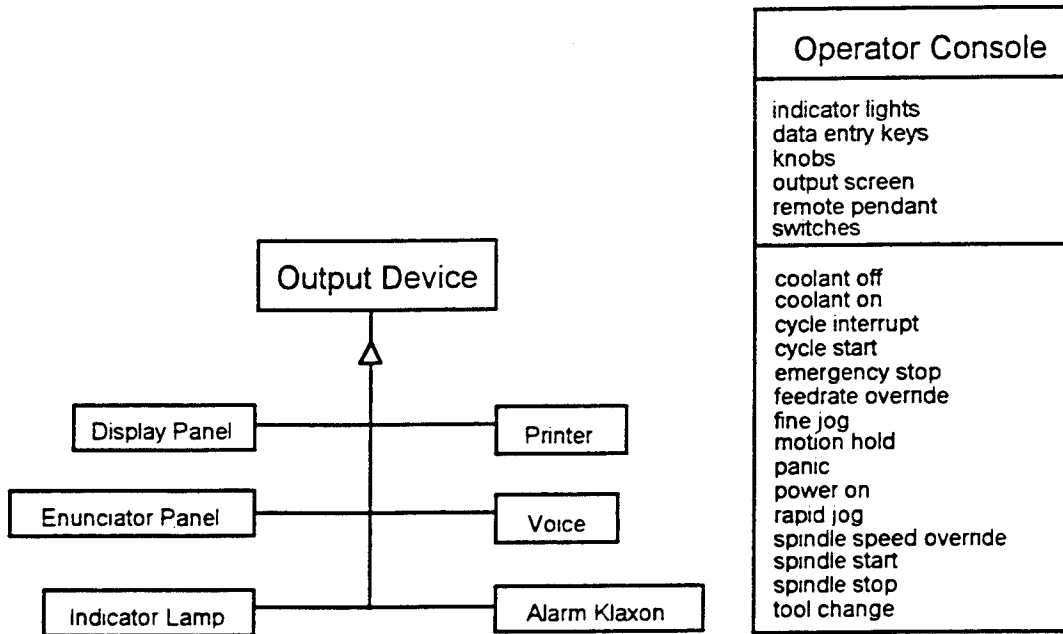 Output Device
Display Panel
Printer
Enunciator Panel
Voice
Indicator Lamp
Alarm Klaxon
Operator Console
indicator lights
data entry keys
knobs
output screen
remote pendant
switches
coolant off
coolant on
cycle interrupt
cycle start
emergency stop
feedrate override
fine jog
motion hold
panic
power on
rapid jog
spindle speed override
spindle start
spindle stop
tool change